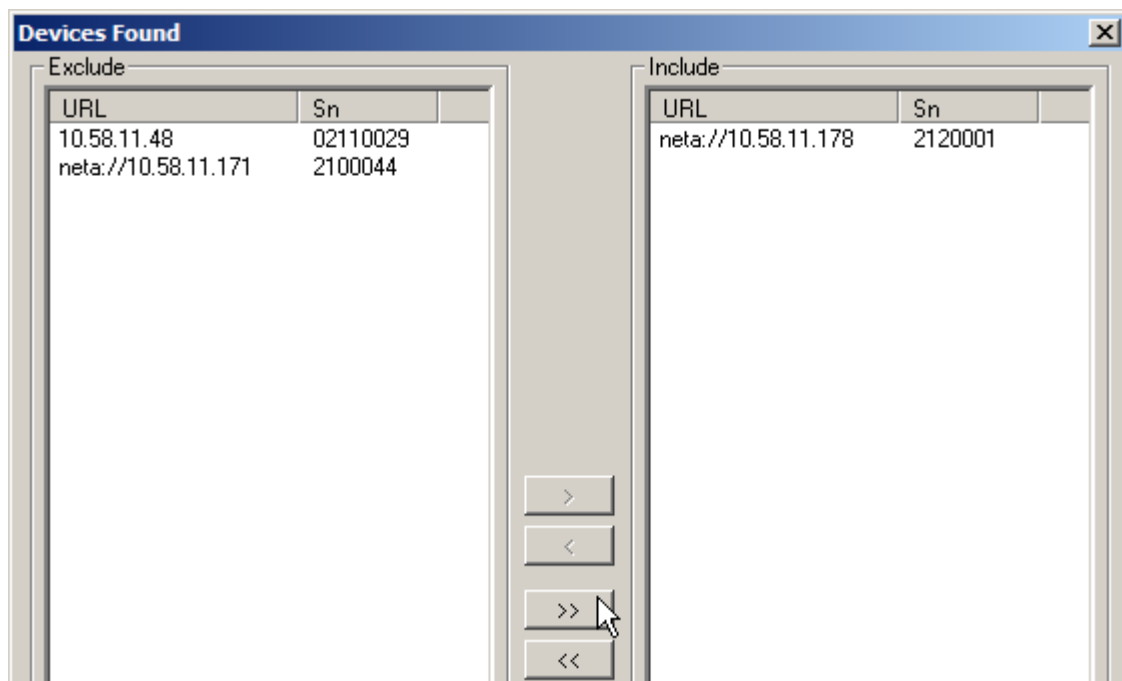 Devices Found
Exclude
URL Sn
10.58.11.48 02110029
neta://10.58.11.171 2100044
>
<
>>
<<
Include
URL Sn
neta://10.58.11.178 2120001